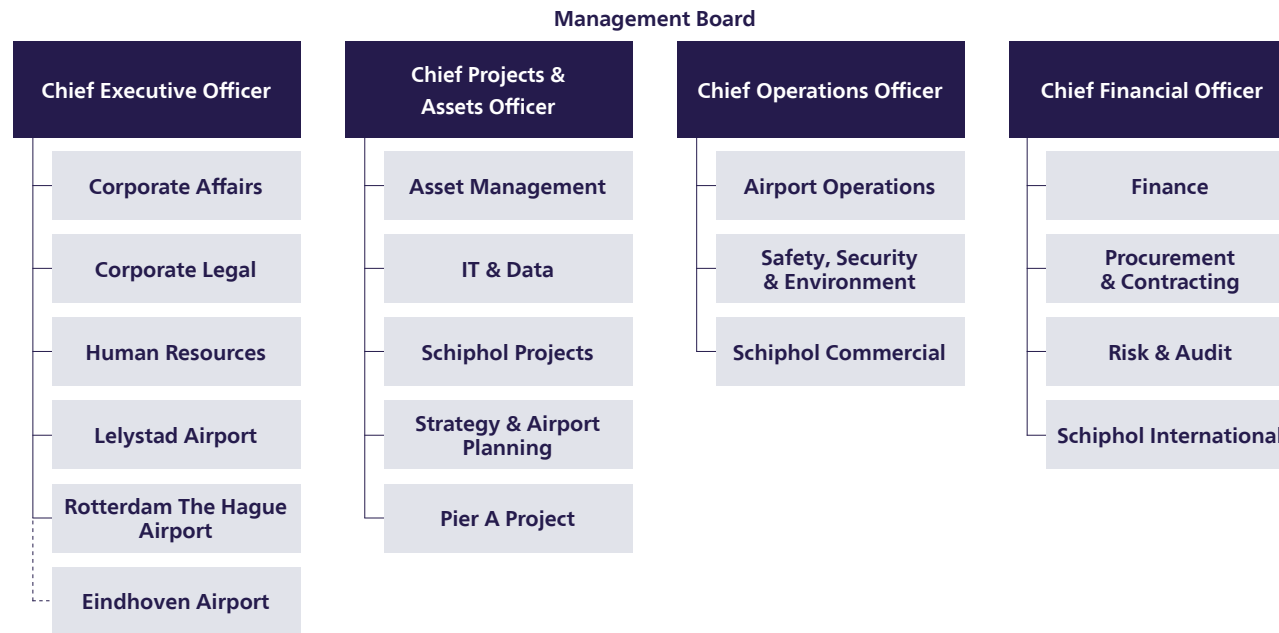 Management Board
Chief Executive Officer
Corporate Affairs
Corporate Legal
Human Resources
Lelystad Airport
Rotterdam The Hague
Airport
Eindhoven Airport
Chief Projects &
Assets Officer
Asset Management
IT & Data
Schiphol Projects
Strategy & Airport
Planning
Pier A Project
Chief Operations Officer
Airport Operations
Safety, Security
& Environment
Schiphol Commercial
Chief Financial Officer
Finance
Procurement
& Contracting
Risk & Audit
Schiphol International